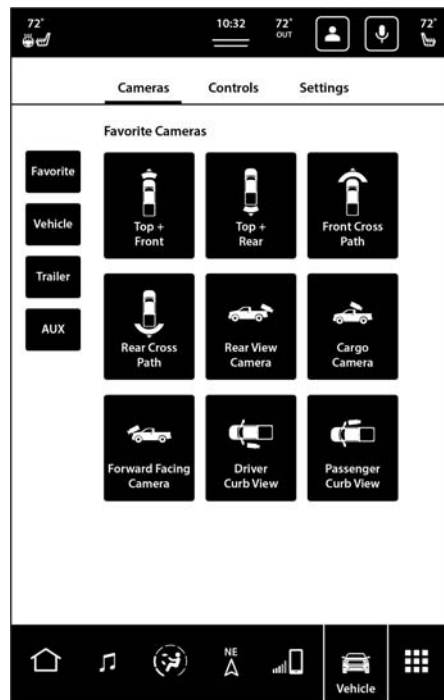 72°
10:32
72°
OUT
72°
Cameras
Controls
Settings
Favorite Cameras
Favorite
Vehicle
Trailer
AUX
Top +
Front
Top +
Rear
Front Cross
Path
Rear Cross
Path
Rear View
Camera
Cargo
Camera
Forward Facing
Camera
Driver
Curb View
Passenger
Curb View
NE
Vehicle